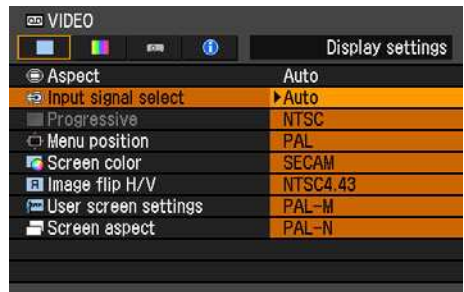 VIDEO
Display settings
Aspect Auto
Input signal select Auto
Progressive NTSC
Menu position PAL
Screen color SECAM
Image flip H/V NTSC4.43
User screen settings PAL-M
Screen aspect PAL-N